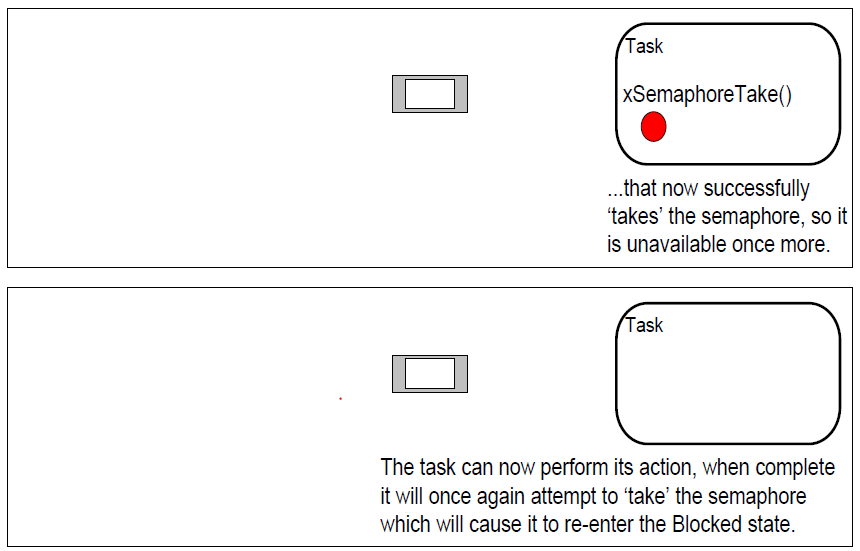 Task
xSemaphoreTake()
...that now successfully
‘takes’ the semaphore, so it
is unavailable once more.
Task
The task can now perform its action, when complete
it will once again attempt to ‘take’ the semaphore
which will cause it to re-enter the Blocked state.